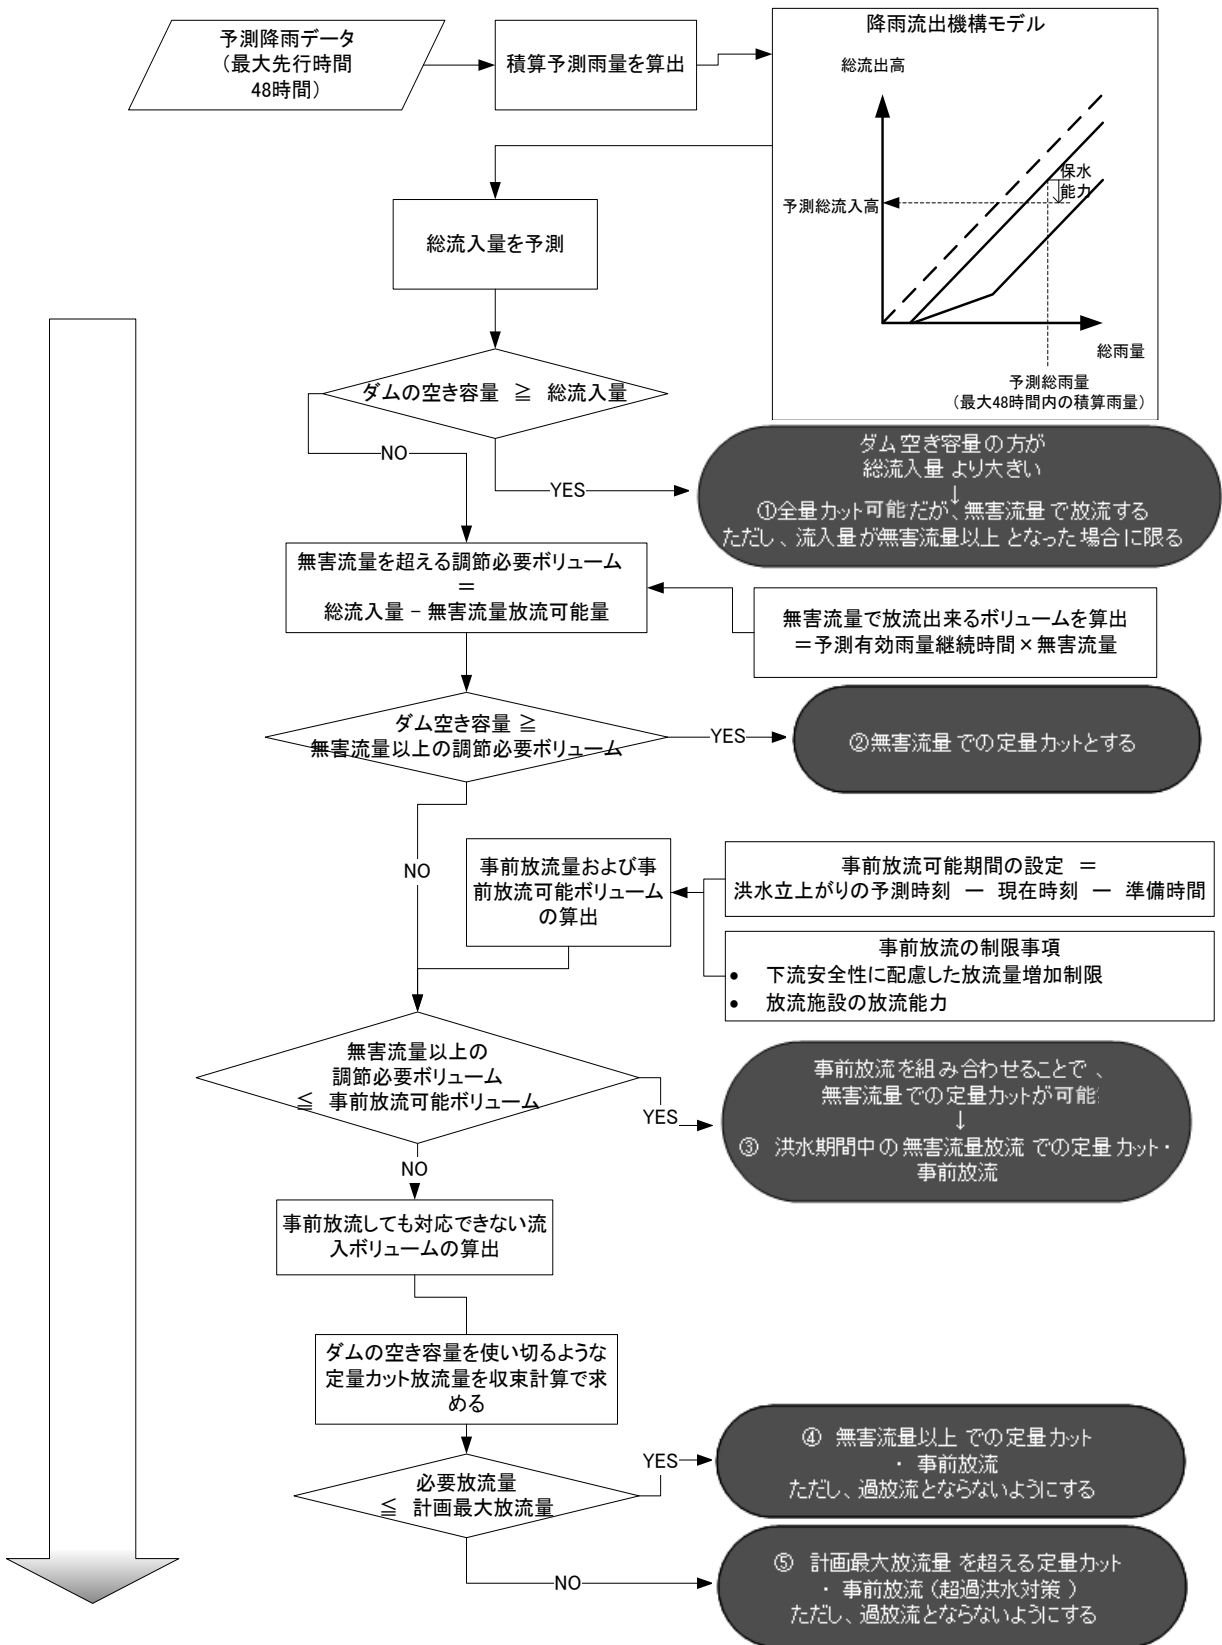 予測降雨データ
(最大先行時間
48時間)
積算予測雨量を算出
降雨流出機構モデル
総流出高
保水
能力
予測総流入高
総雨量
予測総雨量
(最大48時間内の積算雨量)
総流入量を予測
ダムの空き容量 ≧ 総流入量
NO
YES
ダム空き容量の方が
総流入量より大きい
↓
①全量カット可能だが、無害流量で放流する
ただし、流入量が無害流量以上となった場合に限る
無害流量を超える調節必要ボリューム
=
総流入量 - 無害流量放流可能量
無害流量で放流出来るボリュームを算出
=予測有効雨量継続時間×無害流量
ダム空き容量 ≧
無害流量以上の調節必要ボリューム
YES
②無害流量での定量カットとする
NO
事前放流量および事
前放流可能ボリューム
の算出
事前放流可能期間の設定 =
洪水立上がりの予測時刻 ー 現在時刻 ー 準備時間
事前放流の制限事項
• 下流安全性に配慮した放流量増加制限
• 放流施設の放流能力
無害流量以上の
調節必要ボリューム
≦ 事前放流可能ボリューム
YES
事前放流を組み合わせることで、
無害流量での定量カットが可能
↓
③ 洪水期間中の無害流量放流での定量カット・
事前放流
NO
事前放流しても対応できない流
入ボリュームの算出
ダムの空き容量を使い切るような
定量カット放流量を収束計算で求
める
必要放流量
≦ 計画最大放流量
YES
④ 無害流量以上での定量カット
・ 事前放流
ただし、過放流とならないようにする
NO
⑤ 計画最大放流量を超える定量カット
・ 事前放流(超過洪水対策)
ただし、過放流とならないようにする